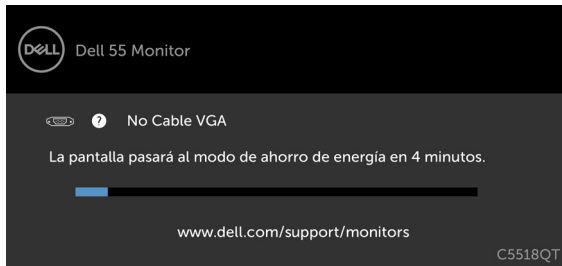 DELL
Dell 55 Monitor
? No Cable VGA
La pantalla pasará al modo de ahorro de energía en 4 minutos.
www.dell.com/support/monitors
C5518QT